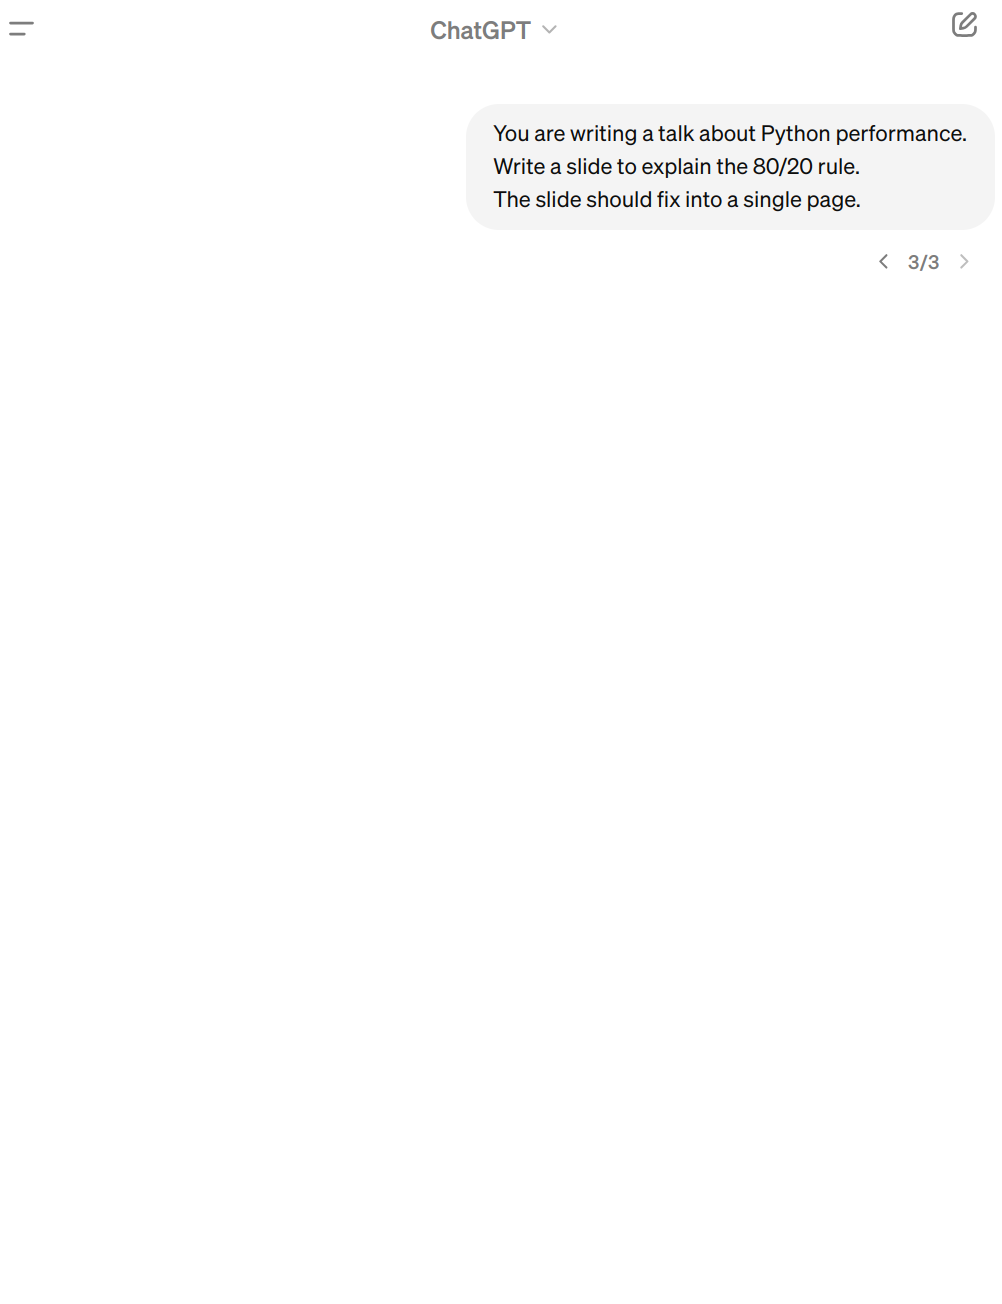 ChatGPT
You are writing a talk about Python performance.
Write a slide to explain the 80/20 rule.
The slide should fix into a single page.
3/3